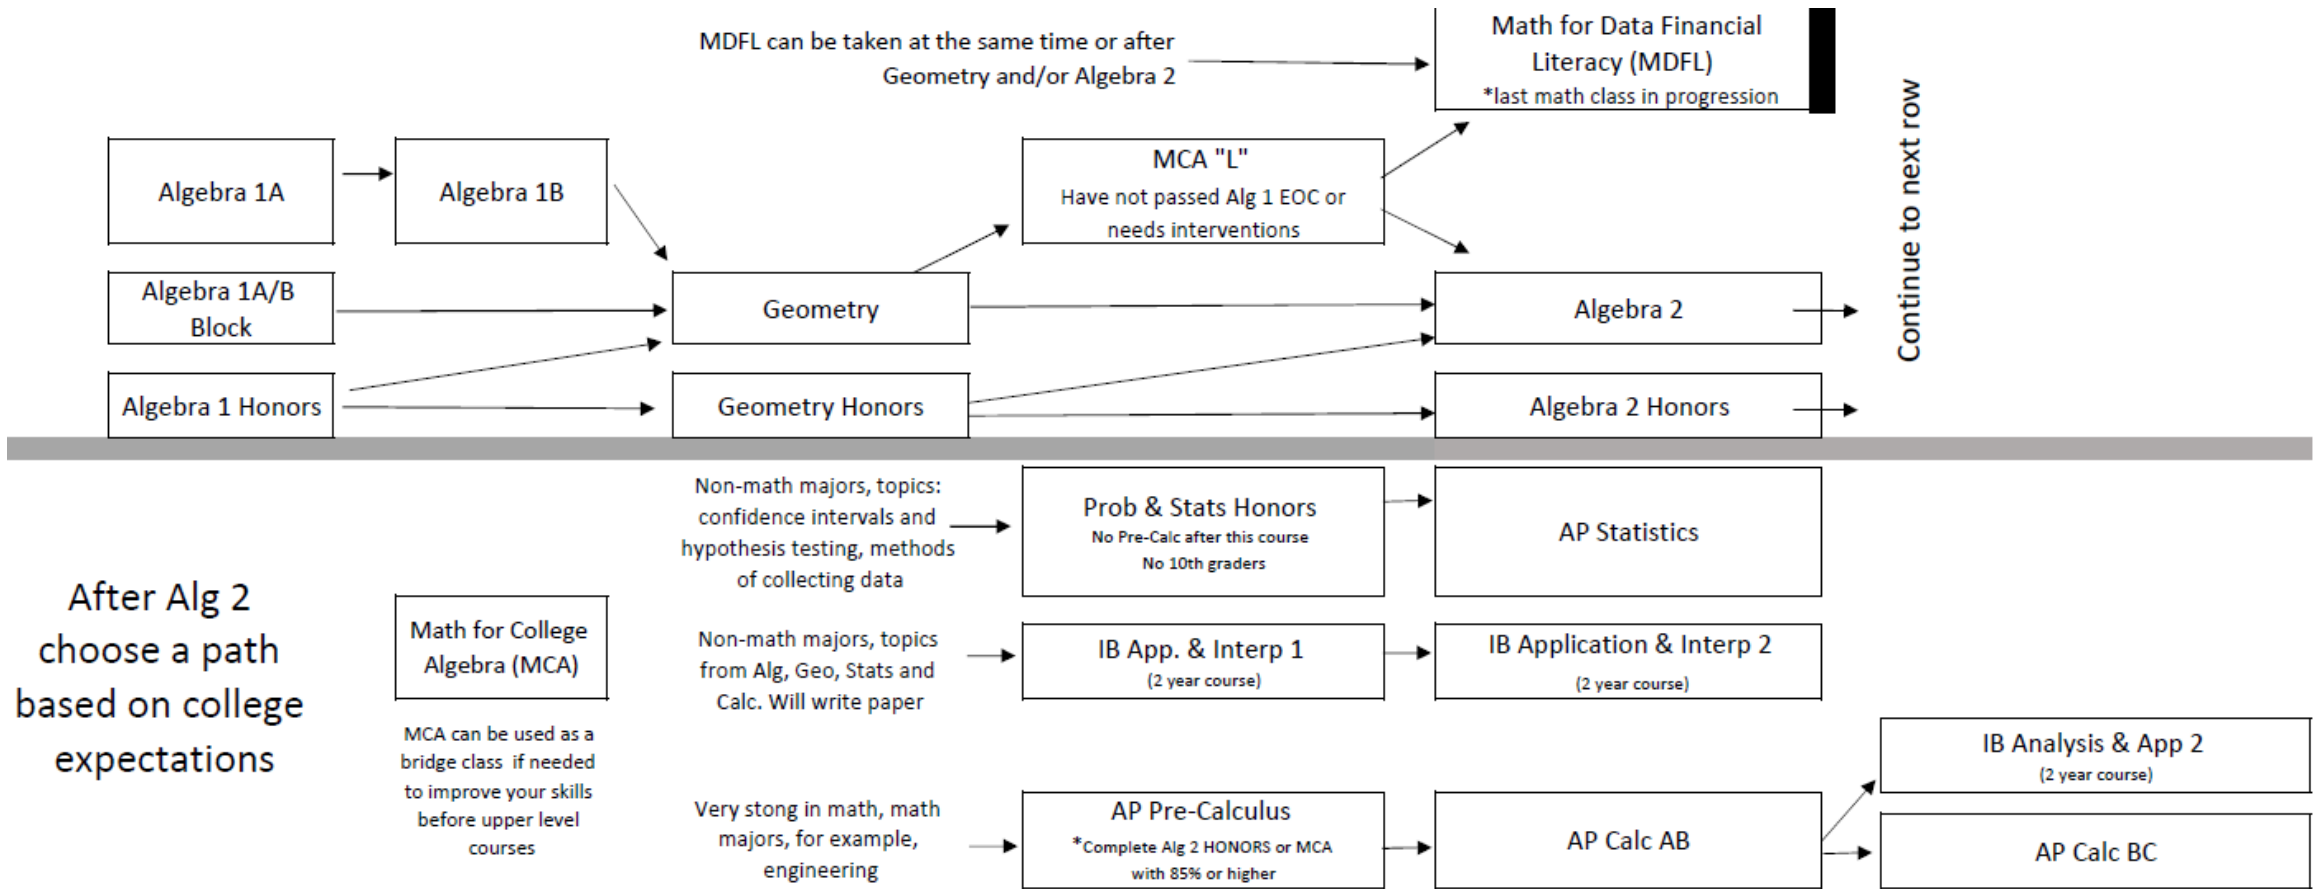 MDFL can be taken at the same time or after
Geometry and/or Algebra 2
Math for Data Financial
Literacy (MDFL)
*last math class in progression
Algebra 1A
Algebra 1B
MCA "L"
Have not passed Alg 1 EOC or
needs interventions
Continue to next row
Algebra 1A/B
Block
Geometry
Algebra 2
Algebra 1 Honors
Geometry Honors
Algebra 2 Honors
After Alg 2
choose a path
based on college
expectations
Math for College
Algebra (MCA)
MCA can be used as a
bridge class if needed
to improve your skills
before upper level
courses
Non-math majors, topics:
confidence intervals and
hypothesis testing, methods
of collecting data
Prob & Stats Honors
No Pre-Calc after this course
No 10th graders
AP Statistics
Non-math majors, topics
from Alg, Geo, Stats and
Calc. Will write paper
IB App. & Interp 1
(2 year course)
IB Application & Interp 2
(2 year course)
Very stong in math, math
majors, for example,
engineering
AP Pre-Calculus
*Complete Alg 2 HONORS or MCA
with 85% or higher
AP Calc AB
IB Analysis & App 2
(2 year course)
AP Calc BC